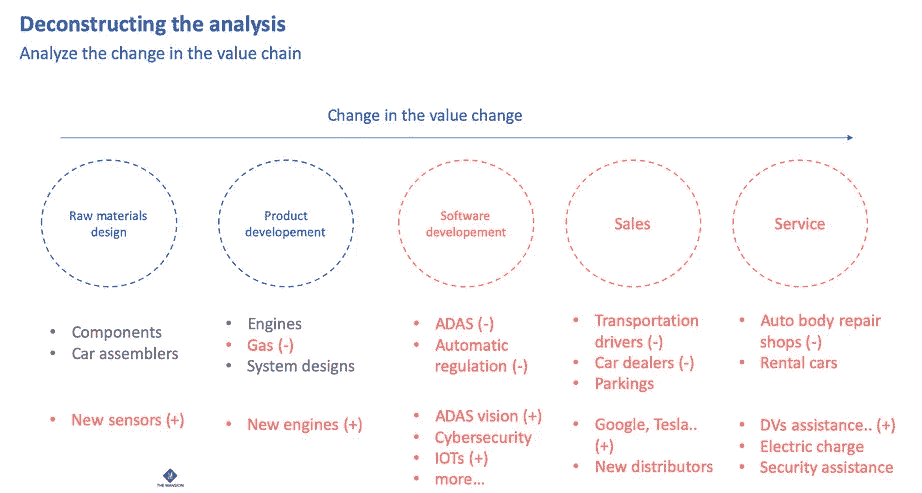 Deconstructing the analysis
Analyze the change in the value chain
Change in the value change
Raw materials
design
Product
developement
Software
developement
Sales
Service
• Components
• Car assemblers
• New sensors (+)
• Engines
• Gas (-)
• System designs
• New engines (+)
• ADAS (-)
• Automatic
regulation (-)
• ADAS vision (+)
• Cybersecurity
• IOTs (+)
• more...
• Transportation
drivers (-)
• Car dealers (-)
• Parkings
• Google, Tesla..
(+)
• New distributors
• Auto body repair
shops (-)
• Rental cars
• DVs assistance.. (+)
• Electric charge
• Security assistance
THE MANSION